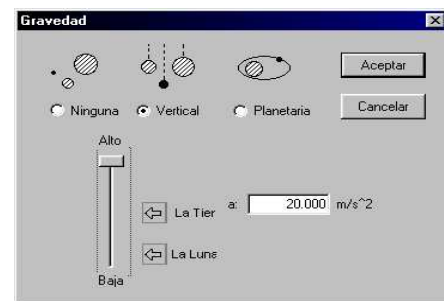 Gravedad
Aceptar
Ninguna Vertical Planetaria Cancelar
Alto
La Tier a: 20.000 m/s^2
La Luna
Baja